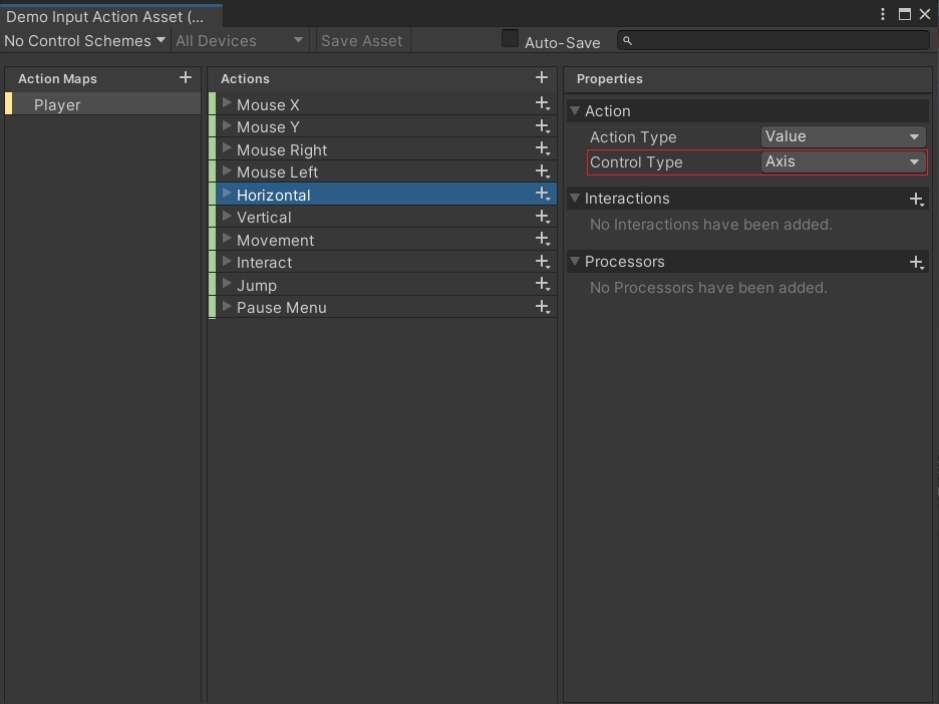 Demo Input Action Asset (...
No Control Schemes All Devices Save Asset Auto-Save
Action Maps
Player
Actions
Mouse X
Mouse Y
Mouse Right
Mouse Left
Horizontal
Vertical
Movement
Interact
Jump
Pause Menu
Properties
Action
Action Type Value
Control Type Axis
Interactions
No Interactions have been added.
Processors
No Processors have been added.